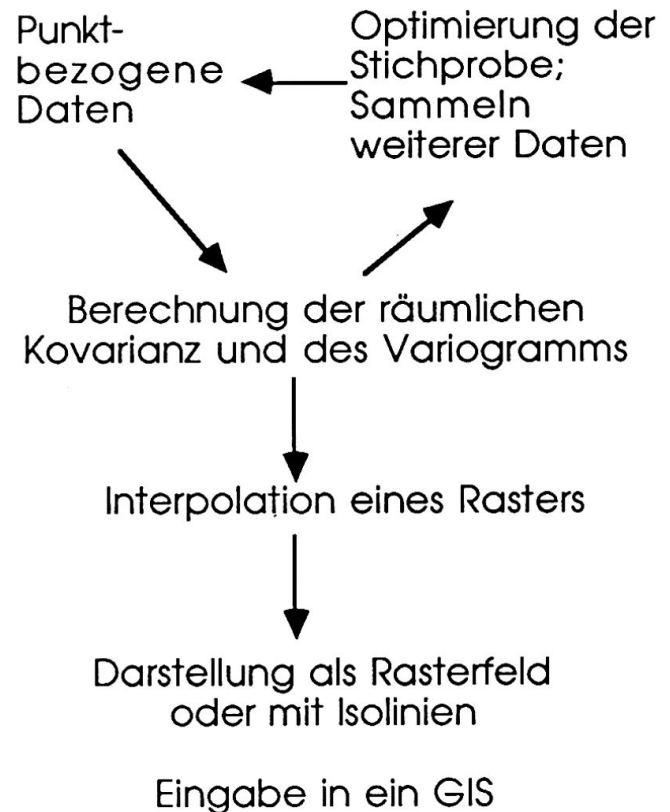 Punkt-
bezogene
Daten
Optimierung der
Stichprobe;
Sammeln
weiterer Daten
Berechnung der räumlichen
Kovarianz und des Variogramms
Interpolation eines Rasters
Darstellung als Rasterfeld
oder mit Isolinien
Eingabe in ein GIS